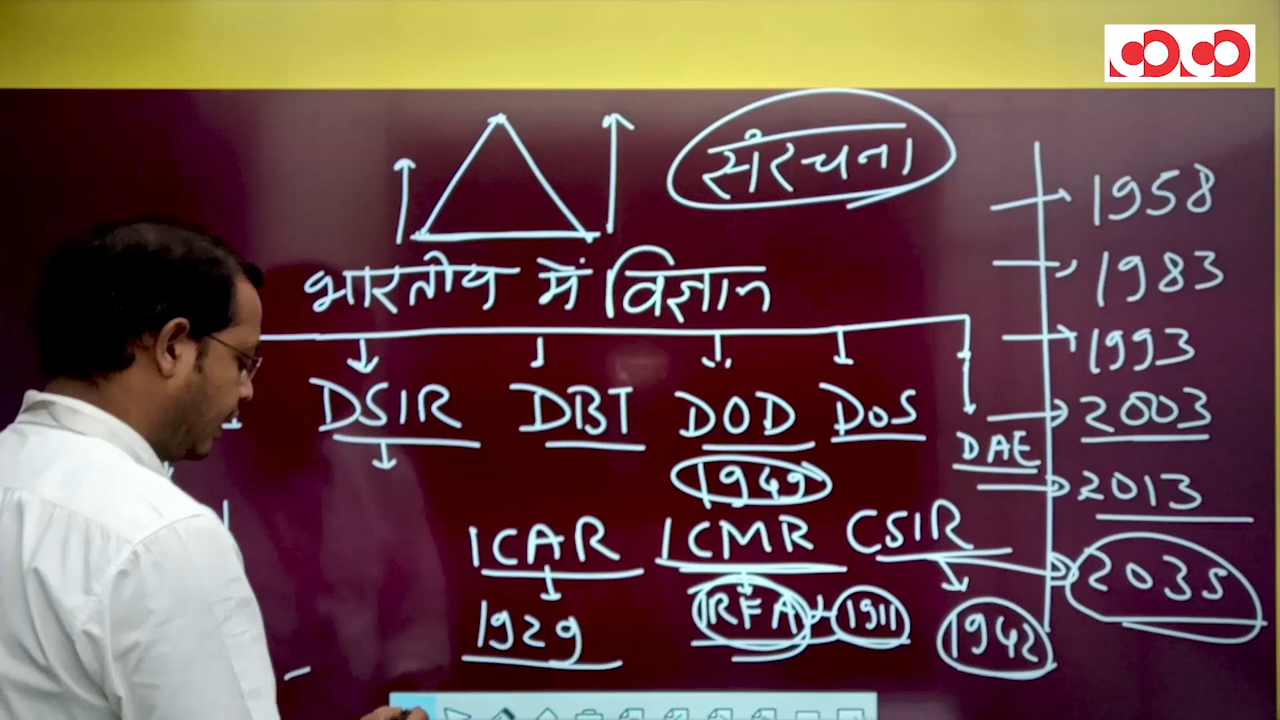 संरचना
1958
1983
1993
2003
2013
2035
भारतीय में विज्ञान
DSIR DBT DOD DOS DAE
1949
ICAR ICMR CSIR
1929 IRFA 1911 1942